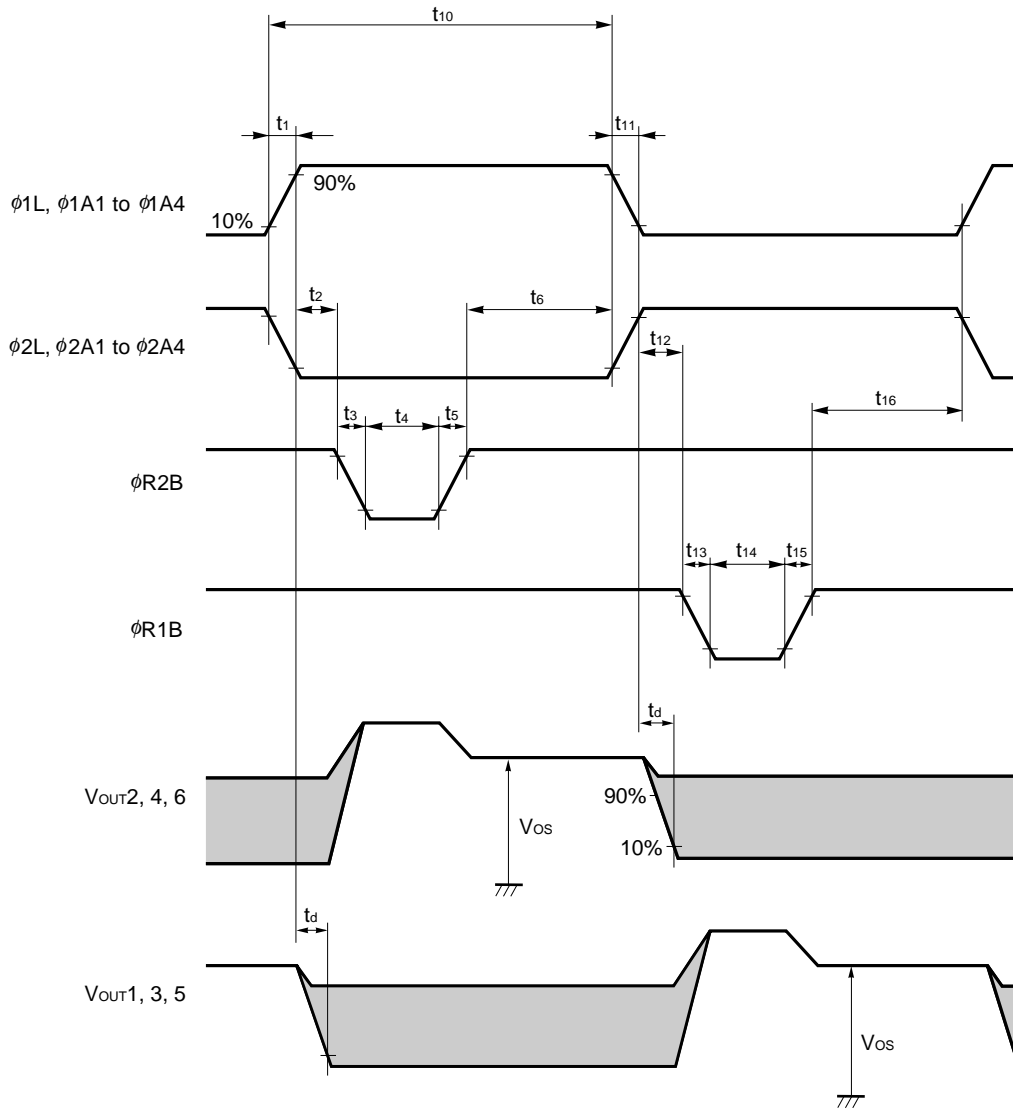 t10
t1
t11
90%
ϕ1L, ϕ1A1 to ϕ1A4
10%
t2
t6
ϕ2L, ϕ2A1 to ϕ2A4
t12
t16
t3
t4
t5
ϕR2B
t13
t14
t15
ϕR1B
td
VOUT2, 4, 6
90%
VOS
10%
td
VOUT1, 3, 5
VOS